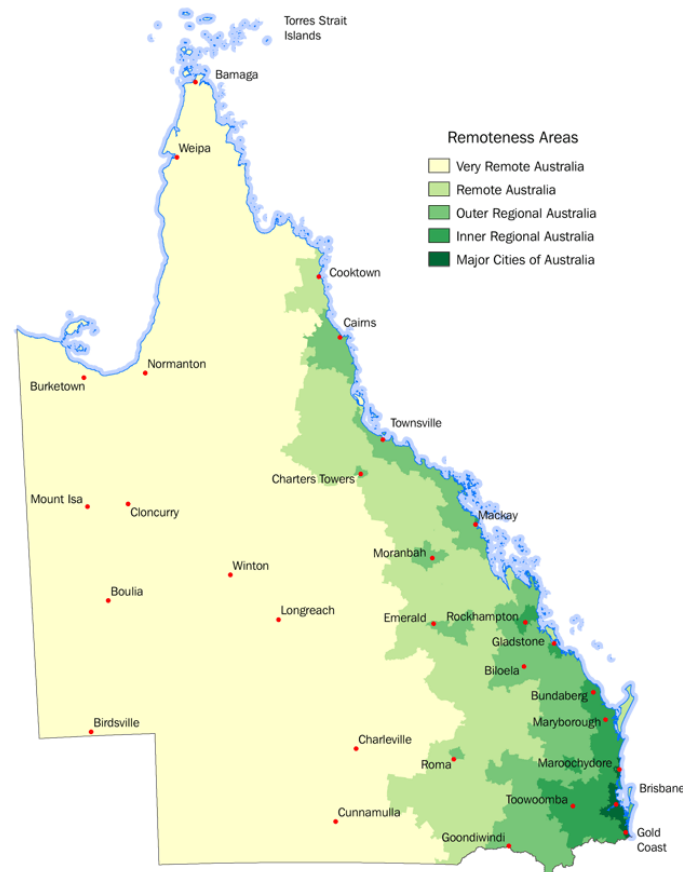 Torres Strait
Islands
Bamaga
Remoteness Areas
Weipa
Very Remote Australia
Remote Australia
Outer Regional Australia
Inner Regional Australia
Major Cities of Australia
Cooktown
Cairns
Normanton
Burketown
Townsville
Charters Towers
Mount Isa
Cloncurry
Mackay
Moranbah
Winton
Boulia
Longreach
Emerald
Rockhampton
Gladstone
Biloela
Bundaberg
Birdsville
Maryborough
Charleville
Roma
Maroochydore
Brisbane
Toowoomba
Cunnamulla
Goondiwindi
Gold
Coast